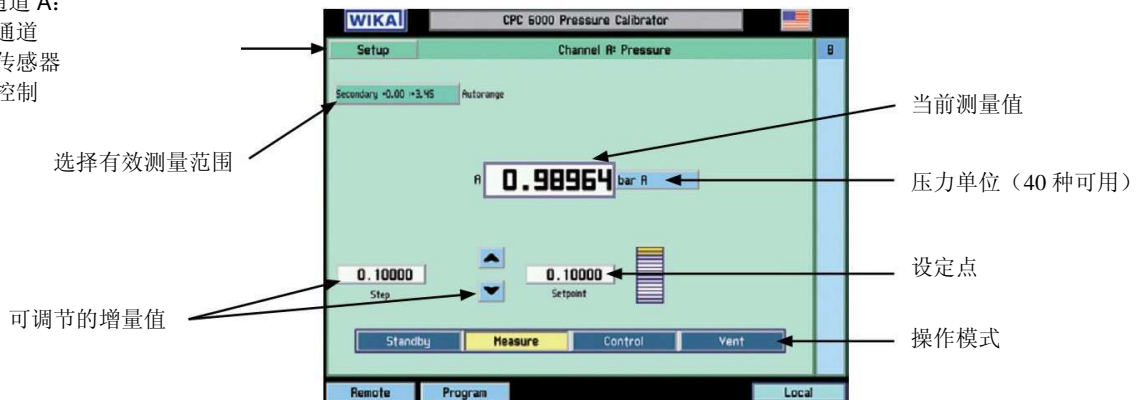 通道 A:
通道
传感器
控制
WIKAI
CPC 6000 Pressure Calibrator
Setup
Channel A: Pressure
B
Secondary -0.00 :+3.45
Autorange
选择有效测量范围
当前测量值
A
0.98964
bar A
压力单位（40 种可用）
0.10000
Step
0.10000
Setpoint
设定点
可调节的增量值
Standby
Measure
Control
Vent
操作模式
Remote
Program
Local